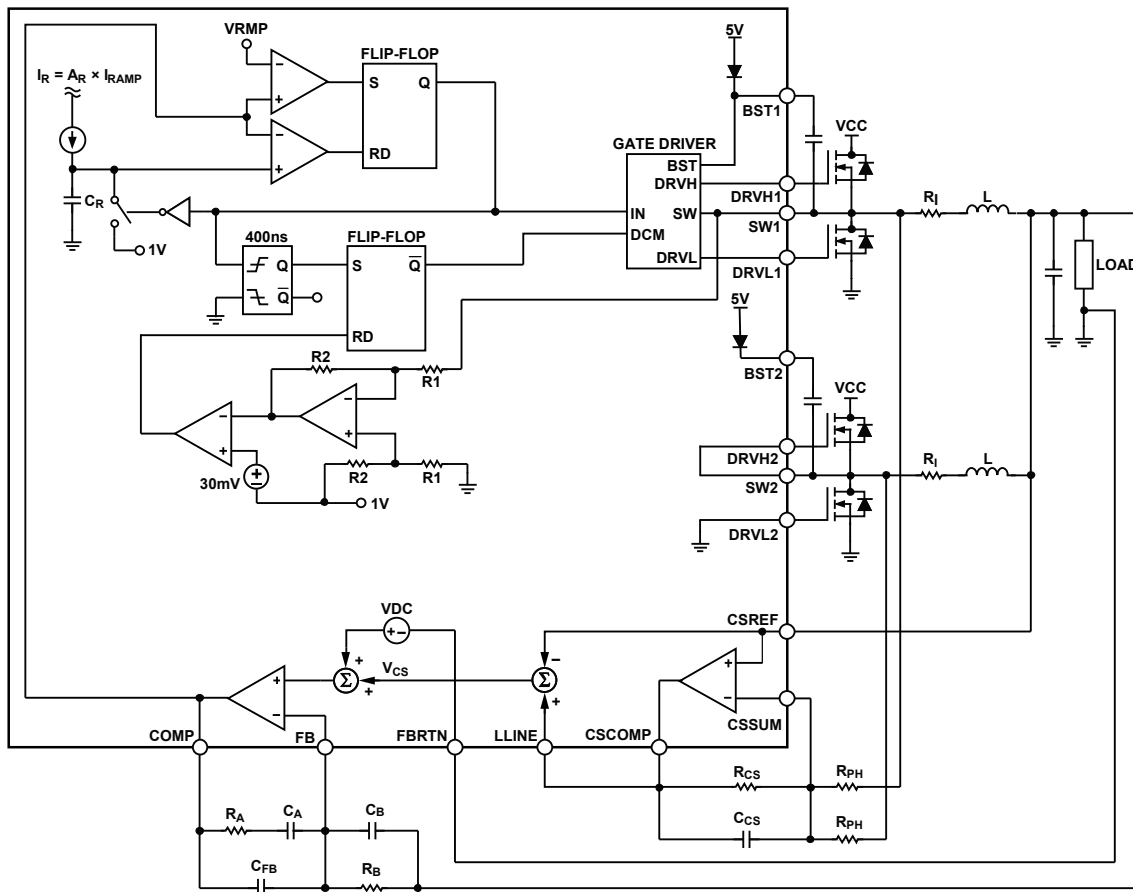 VRMP
FLIP-FLOP
5V
I_R = A_R × I_RAMP
S
Q
BST1
RD
GATE DRIVER
VCC
BST
DRVH
DRVH1
C_R
R_I
L
IN
SW
SW1
DCM
1V
400ns
FLIP-FLOP
Q
S
Q̅
DRVL
DRVL1
LOAD
Q̅
5V
RD
R2
R1
BST2
VCC
DRVH2
R2
R1
R_I
L
30mV
SW2
1V
DRVL2
VDC
CSREF
+ −
V_CS
Σ
Σ
CSSUM
COMP
FB
FBRTN
LLINE
CSCOMP
R_CS
R_PH
R_A
C_A
C_B
C_CS
R_PH
C_FB
R_B